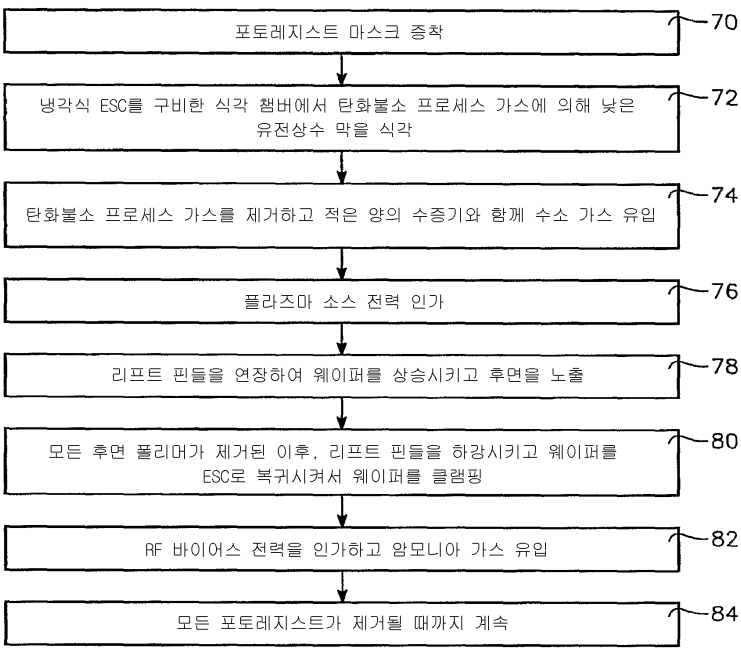 포토레지스트 마스크 증착
70
냉각식 ESC를 구비한 식각 챔버에서 탄화불소 프로세스 가스에 의해 낮은
유전상수 막을 식각
72
탄화불소 프로세스 가스를 제거하고 적은 양의 수증기와 함께 수소 가스 유입
74
플라즈마 소스 전력 인가
76
리프트 핀들을 연장하여 웨이퍼를 상승시키고 후면을 노출
78
모든 후면 폴리머가 제거된 이후, 리프트 핀들을 하강시키고 웨이퍼를
ESC로 복귀시켜서 웨이퍼를 클램핑
80
RF 바이어스 전력을 인가하고 암모니아 가스 유입
82
모든 포토레지스트가 제거될 때까지 계속
84